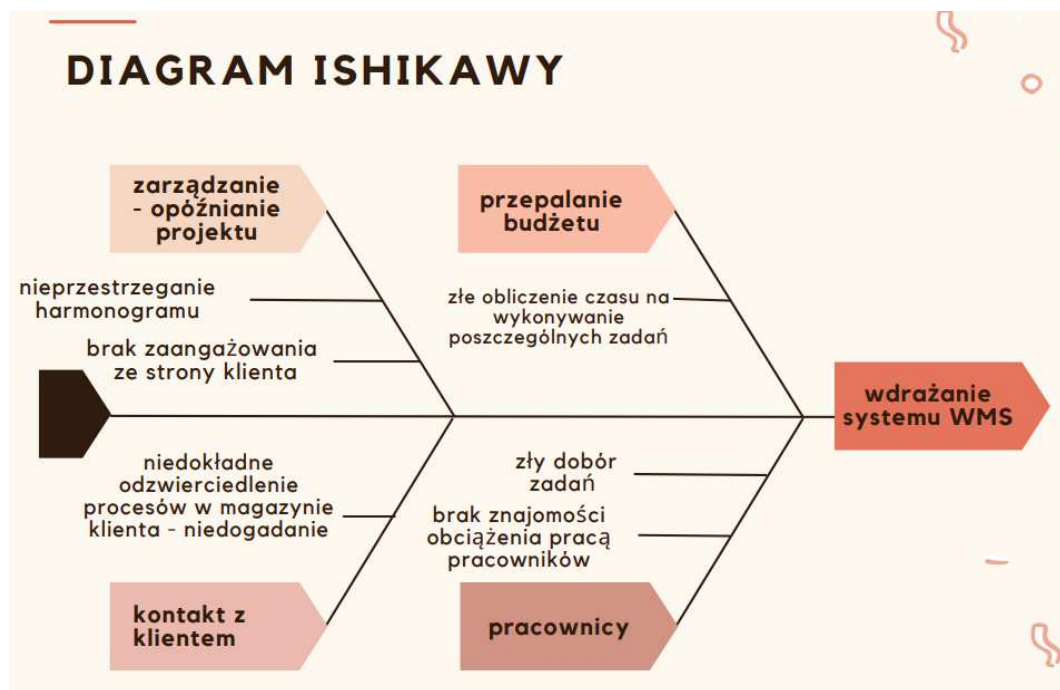 DIAGRAM ISHIKAWY
zarządzanie
- opóźnianie
projektu
przepalanie
budżetu
nieprzestrzeganie
harmonogramu
złe obliczenie czasu na
wykonywanie
poszczególnych zadań
brak zaangażowania
ze strony klienta
wdrażanie
systemu WMS
niedokładne
odzwierciedlenie
procesów w magazynie
klienta - niedogadanie
zły dobór
zadań
brak znajomości
obciążenia pracą
pracowników
kontakt z
klientem
pracownicy